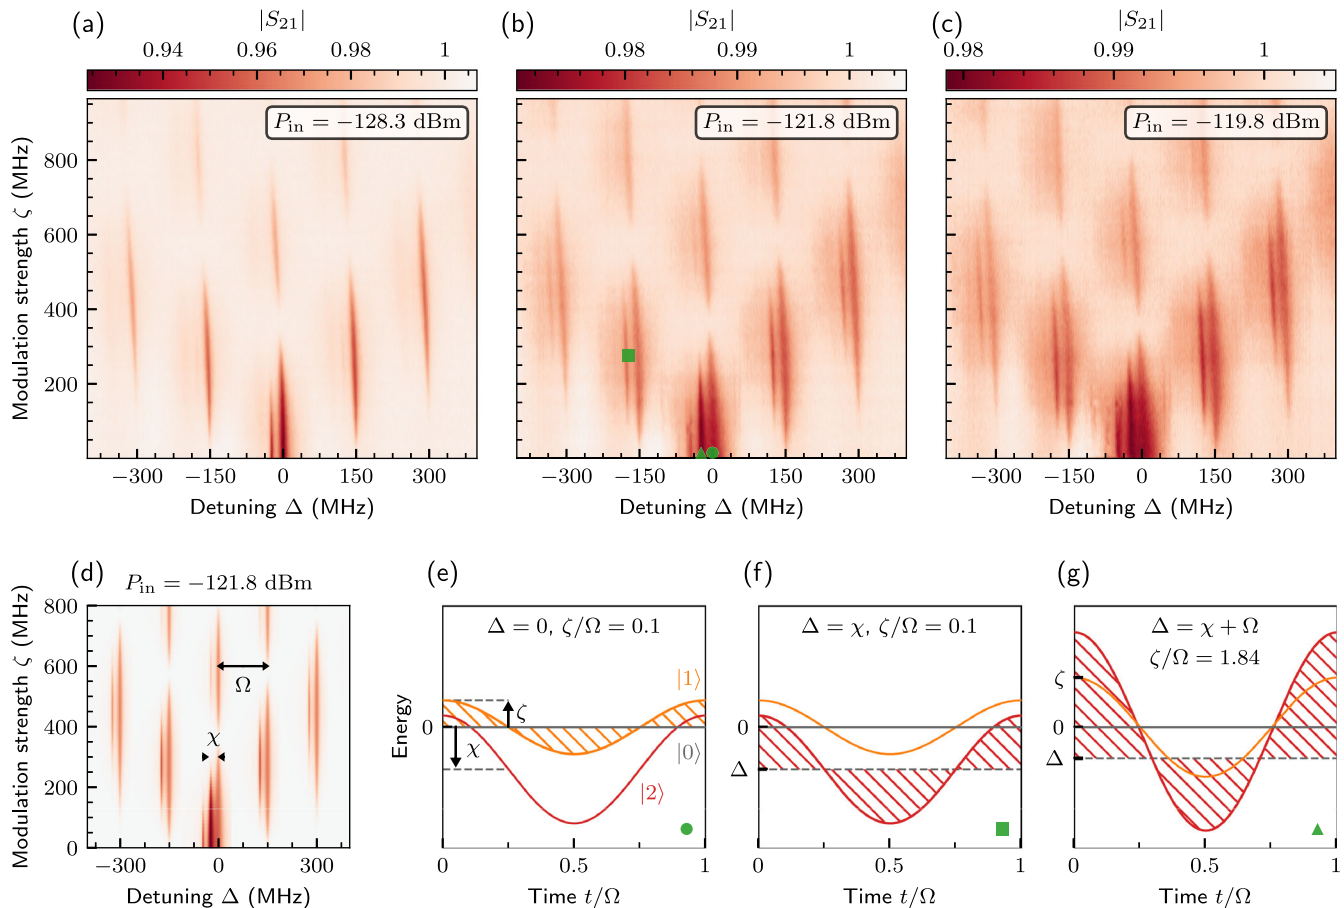 (a)
|S21|
0.94 0.96 0.98 1
Pin = −128.3 dBm
Modulation strength ζ (MHz)
800
600
400
200
−300 −150 0 150 300
Detuning Δ (MHz)
(b)
|S21|
0.98 0.99 1
Pin = −121.8 dBm
−300 −150 0 150 300
Detuning Δ (MHz)
(c)
|S21|
0.98 0.99 1
Pin = −119.8 dBm
−300 −150 0 150 300
Detuning Δ (MHz)
(d)
Pin = −121.8 dBm
Modulation strength ζ (MHz)
800
600
400
200
0
Ω
χ
−300 0 300
Detuning Δ (MHz)
(e)
Δ = 0, ζ/Ω = 0.1
Energy
0
|1⟩
ζ
χ
|0⟩
|2⟩
0 0.5 1
Time t/Ω
(f)
Δ = χ, ζ/Ω = 0.1
0
Δ
0 0.5 1
Time t/Ω
(g)
Δ = χ + Ω
ζ/Ω = 1.84
ζ
0
Δ
0 0.5 1
Time t/Ω